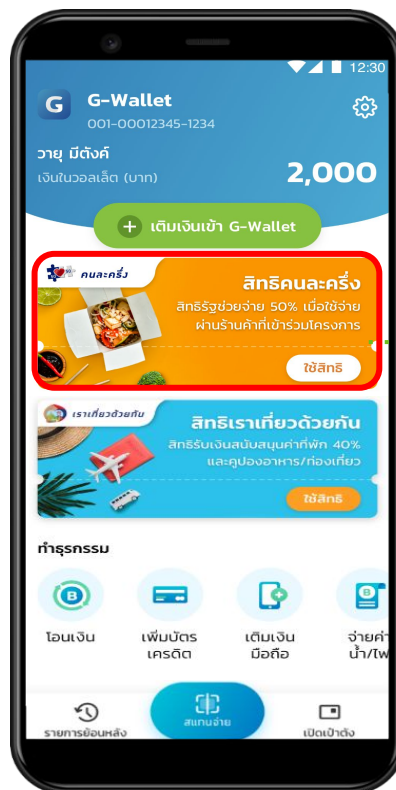 12:30
G G-Wallet
001-00012345-1234
วายุ มีตังค์
เงินในวอลเล็ต (บาท)
2,000
+ เติมเงินเข้า G-Wallet
คนละครึ่ง
สิทธิคนละครึ่ง
สิทธิรัฐช่วยจ่าย 50% เมื่อใช้จ่าย
ผ่านร้านค้าที่เข้าร่วมโครงการ
ใช้สิทธิ
เราเที่ยวด้วยกัน
สิทธิเราเที่ยวด้วยกัน
สิทธิรับเงินสนับสนุนค่าที่พัก 40%
และคูปองอาหาร/ท่องเที่ยว
ใช้สิทธิ
ทำธุรกรรม
โอนเงิน
เพิ่มบัตร
เครดิต
เติมเงิน
มือถือ
จ่ายค่า
น้ำ/ไฟ
รายการย้อนหลัง
สแกนจ่าย
เปิดเป๋าตัง